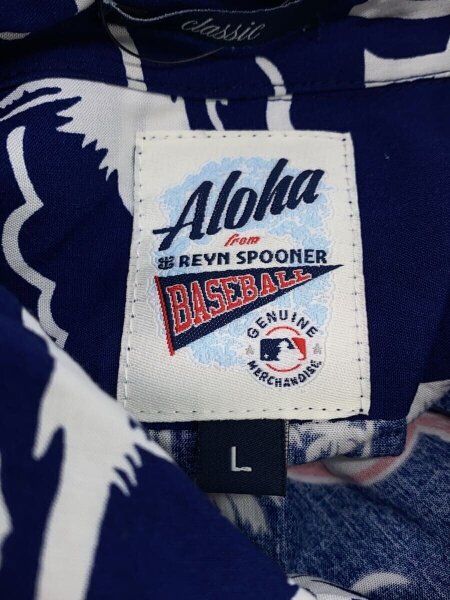 classic
Aloha
from
REYN SPOONER
BASEBALL
GENUINE
MERCHANDISE
L